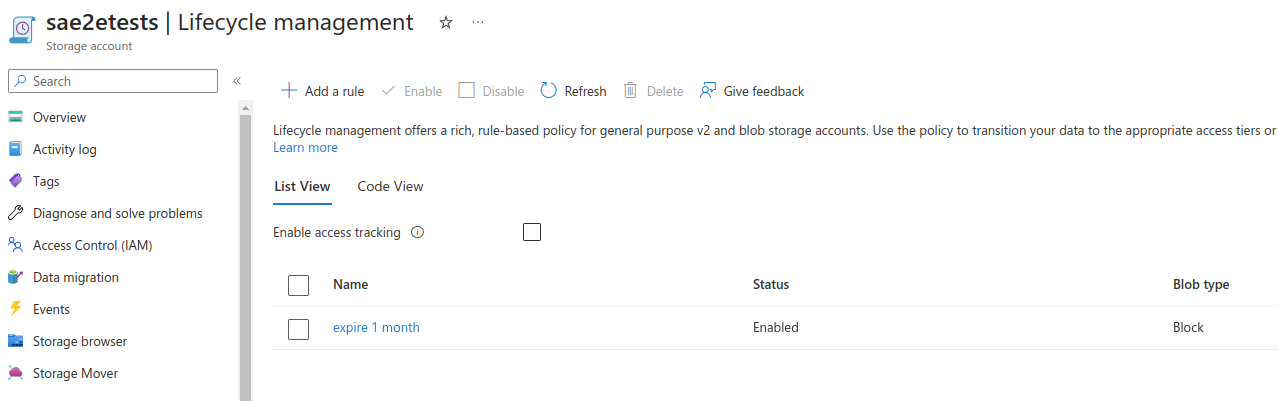 sae2etests | Lifecycle management
Storage account
Search
Overview
Activity log
Tags
Diagnose and solve problems
Access Control (IAM)
Data migration
Events
Storage browser
Storage Mover
Add a rule Enable Disable Refresh Delete Give feedback
Lifecycle management offers a rich, rule-based policy for general purpose v2 and blob storage accounts. Use the policy to transition your data to the appropriate access tiers or
Learn more
List View Code View
Enable access tracking
Name Status Blob type
expire 1 month Enabled Block